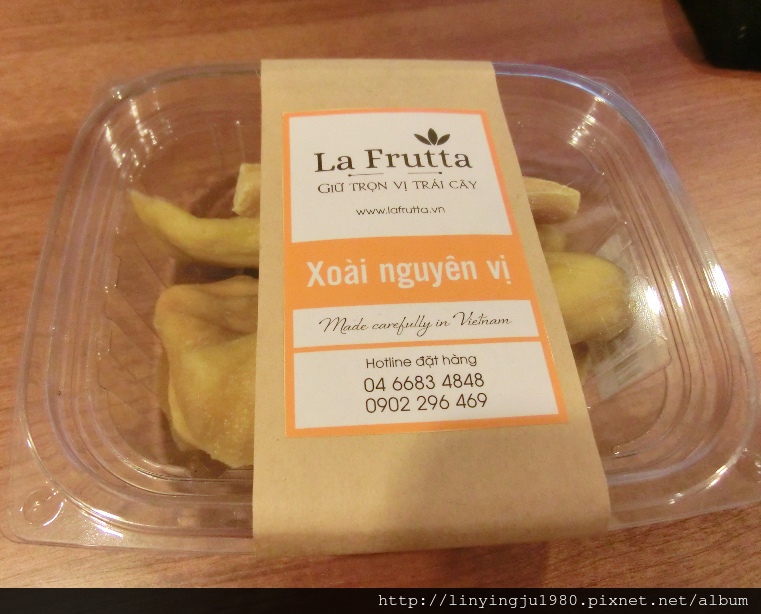 La Frutta
GIỮ TRỌN VỊ TRÁI CÂY
www.lafrutta.vn
Xoài nguyên vị
Made carefully in Vietnam
Hotline đặt hàng
04 6683 4848
0902 296 469
http://linyingju1980.pixnet.net/album